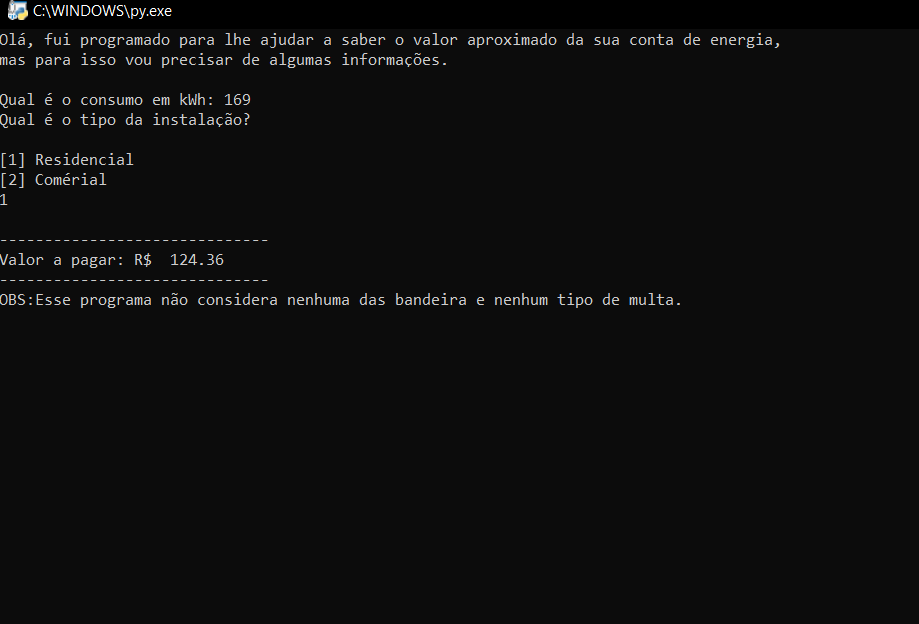 C:\WINDOWS\py.exe
Olá, fui programado para lhe ajudar a saber o valor aproximado da sua conta de energia,
mas para isso vou precisar de algumas informações.
Qual é o consumo em kWh: 169
Qual é o tipo da instalação?
[1] Residencial
[2] Comérial
1
------------------------------
Valor a pagar: R$  124.36
------------------------------
OBS:Esse programa não considera nenhuma das bandeira e nenhum tipo de multa.